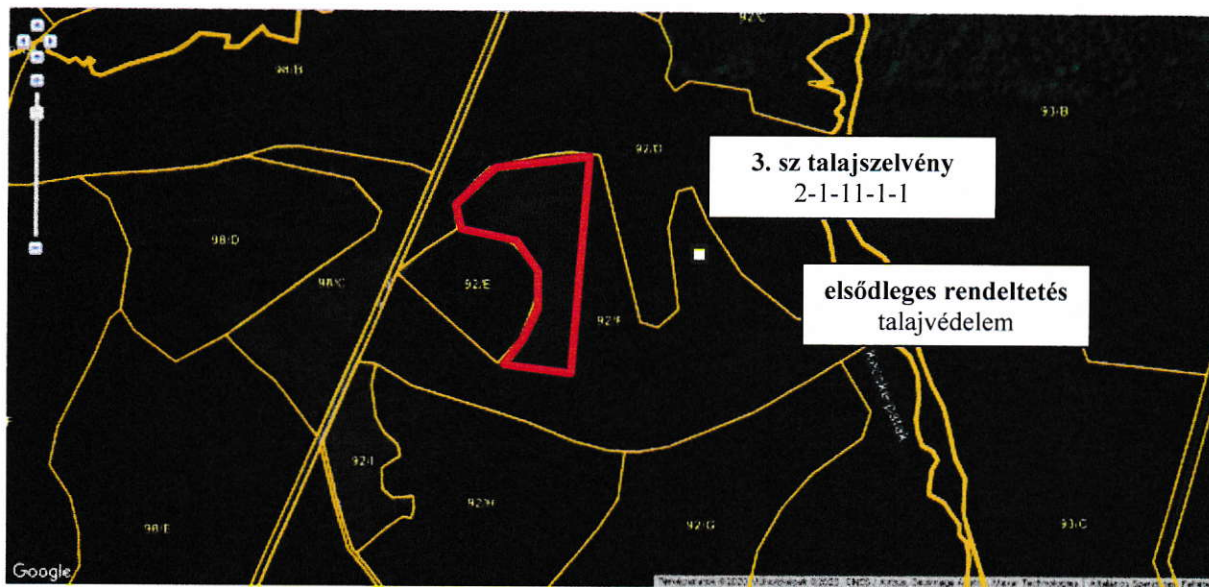 92/C
98/B
93/B
92/D
3. sz talajszelvény
2-1-11-1-1
98/D
98/C
92/E
elsődleges rendeltetés
talajvédelem
92/F
92/I
92/H
98/E
92/G
93/C
Google